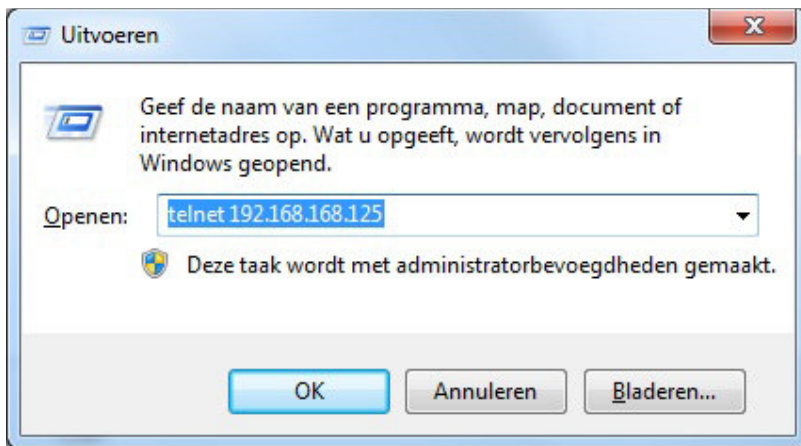 Uitvoeren
Geef de naam van een programma, map, document of
internetadres op. Wat u opgeeft, wordt vervolgens in
Windows geopend.
Openen: telnet 192.168.168.125
Deze taak wordt met administratorbevoegdheden gemaakt.
OK Annuleren Bladeren...